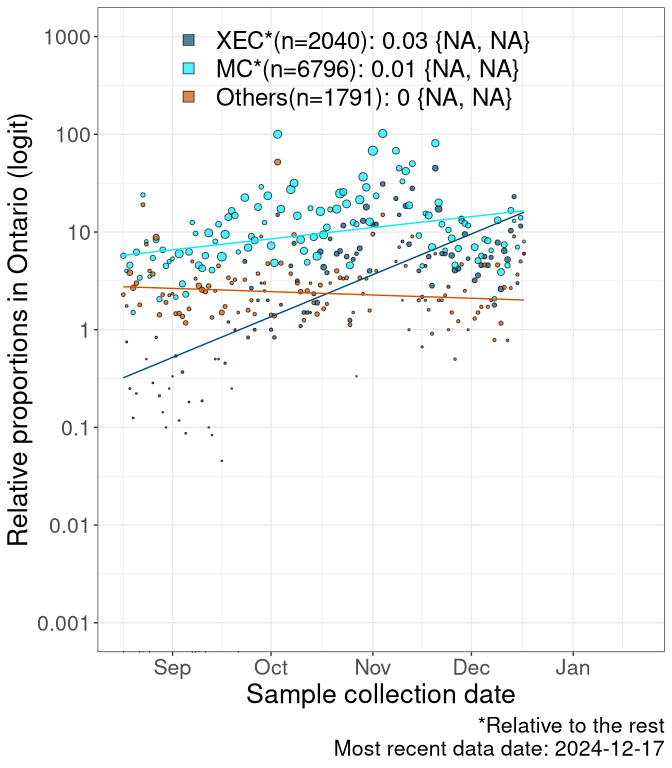 XEC*(n=2040): 0.03 {NA, NA}
MC*(n=6796): 0.01 {NA, NA}
Others(n=1791): 0 {NA, NA}
Relative proportions in Ontario (logit)
1000
100
10
1
0.1
0.01
0.001
Sep Oct Nov Dec Jan
Sample collection date
*Relative to the rest
Most recent data date: 2024-12-17